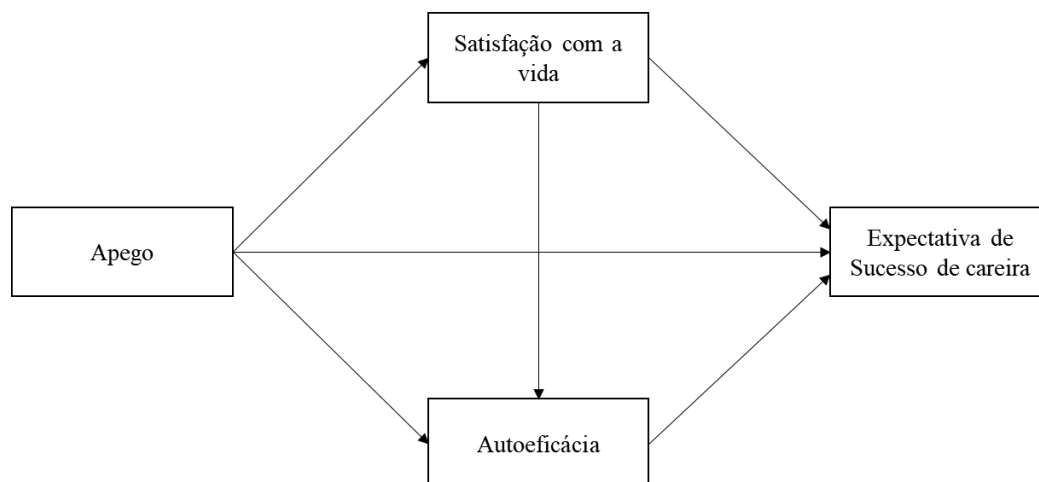 Satisfação com a
vida
Apego
Expectativa de
Sucesso de careira
Autoeficácia